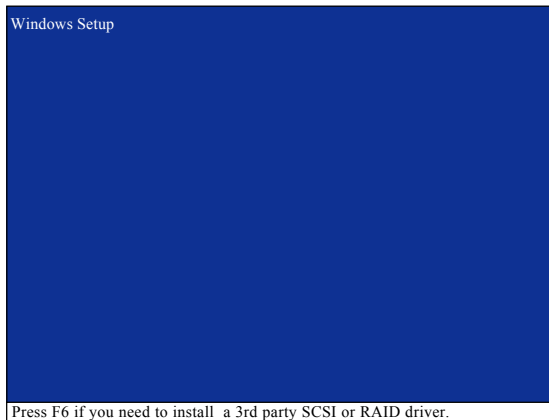 Windows Setup
Press F6 if you need to install a 3rd party SCSI or RAID driver.